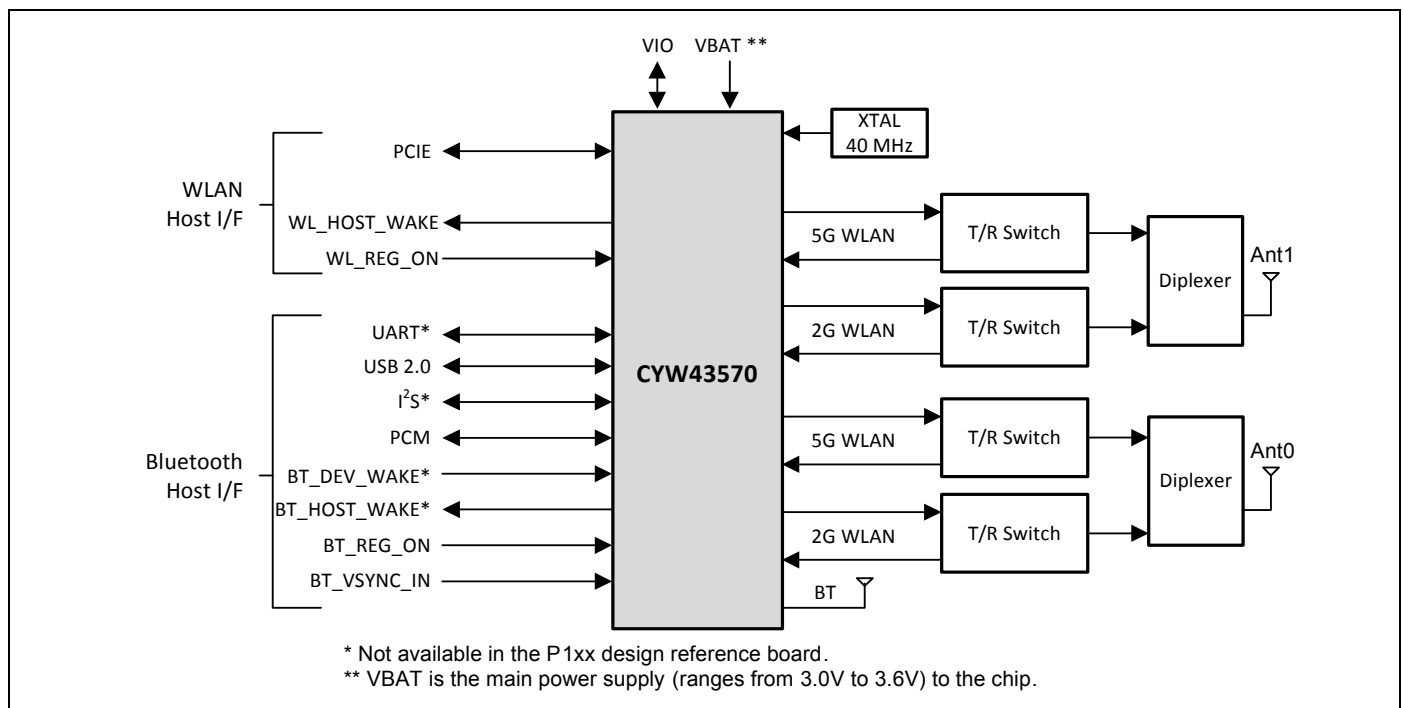 VIO
VBAT **
XTAL
40 MHz
WLAN
Host I/F
PCIE
WL_HOST_WAKE
WL_REG_ON
Bluetooth
Host I/F
UART*
USB 2.0
I²S*
PCM
BT_DEV_WAKE*
BT_HOST_WAKE*
BT_REG_ON
BT_VSYNC_IN
CYW43570
5G WLAN
T/R Switch
2G WLAN
T/R Switch
Diplexer
Ant1
5G WLAN
T/R Switch
2G WLAN
T/R Switch
Diplexer
Ant0
BT
* Not available in the P1xx design reference board.
** VBAT is the main power supply (ranges from 3.0V to 3.6V) to the chip.